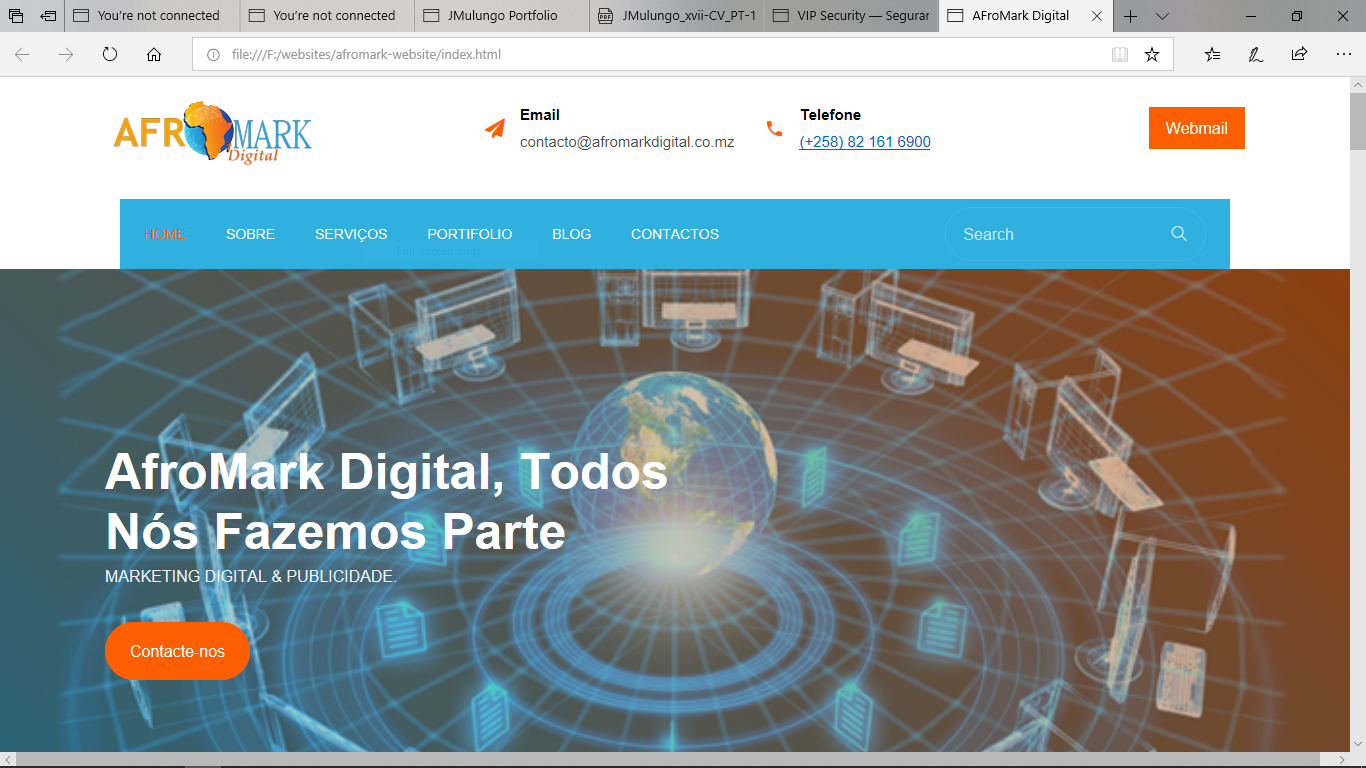 You're not connected
You're not connected
JMulungo Portfolio
JMulungo_xvii-CV_PT-1
VIP Security — Seguran
AFroMark Digital
file:///F:/websites/afromark-website/index.html
AFROMARK
Digital
Email
contacto@afromarkdigital.co.mz
Telefone
(+258) 82 161 6900
Webmail
HOME
SOBRE
SERVIÇOS
PORTIFOLIO
BLOG
CONTACTOS
Search
AfroMark Digital, Todos
Nós Fazemos Parte
MARKETING DIGITAL & PUBLICIDADE.
Contacte-nos